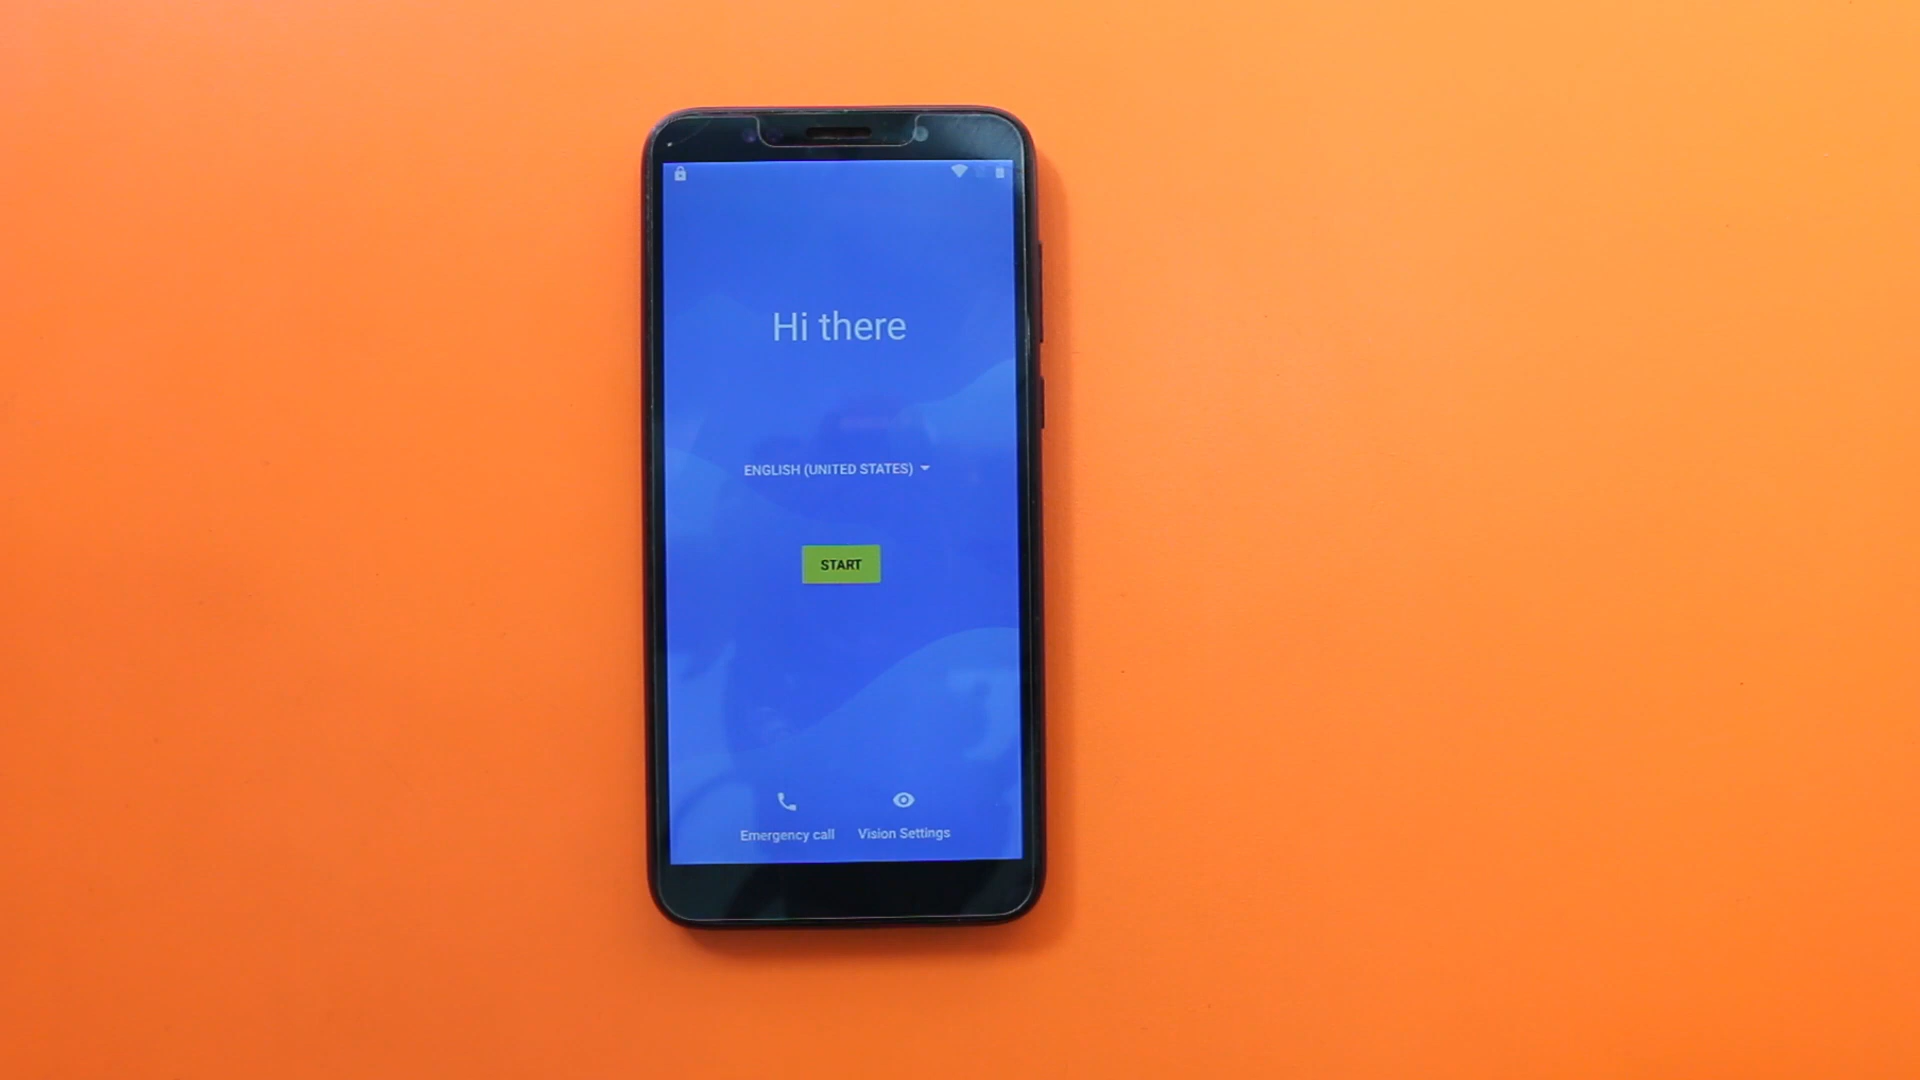 Hi there
ENGLISH (UNITED STATES)
START
Emergency call
Vision Settings